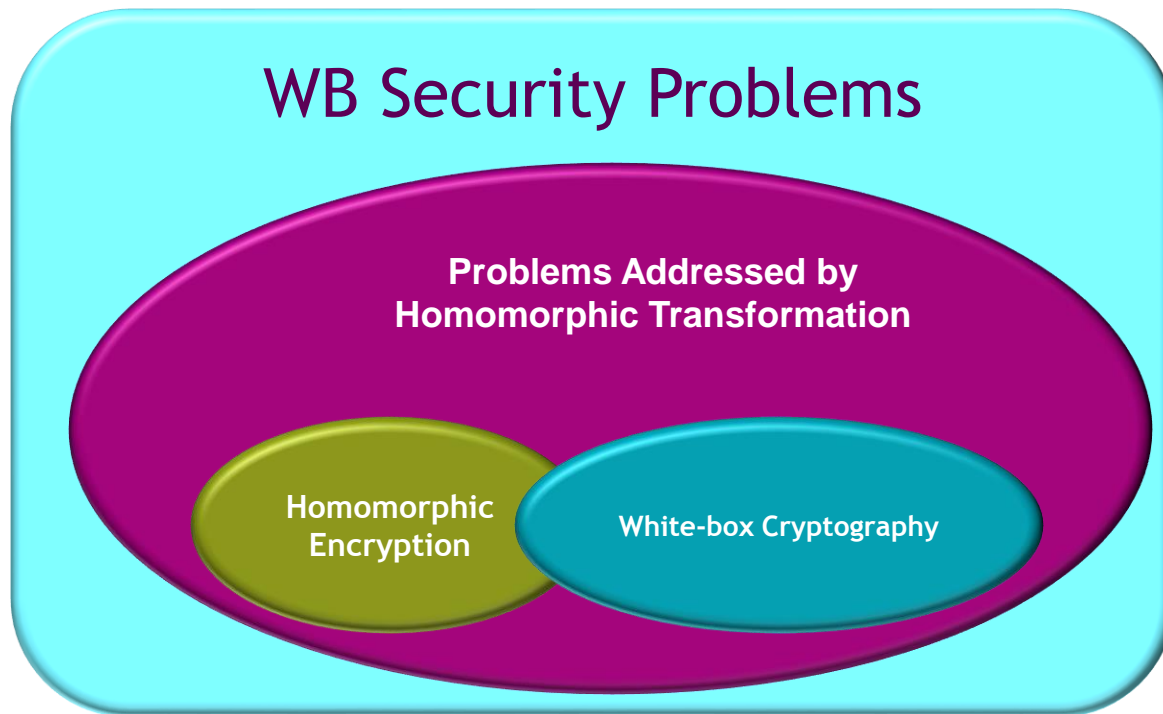 WB Security Problems
Problems Addressed by
Homomorphic Transformation
Homomorphic
Encryption
White-box Cryptography